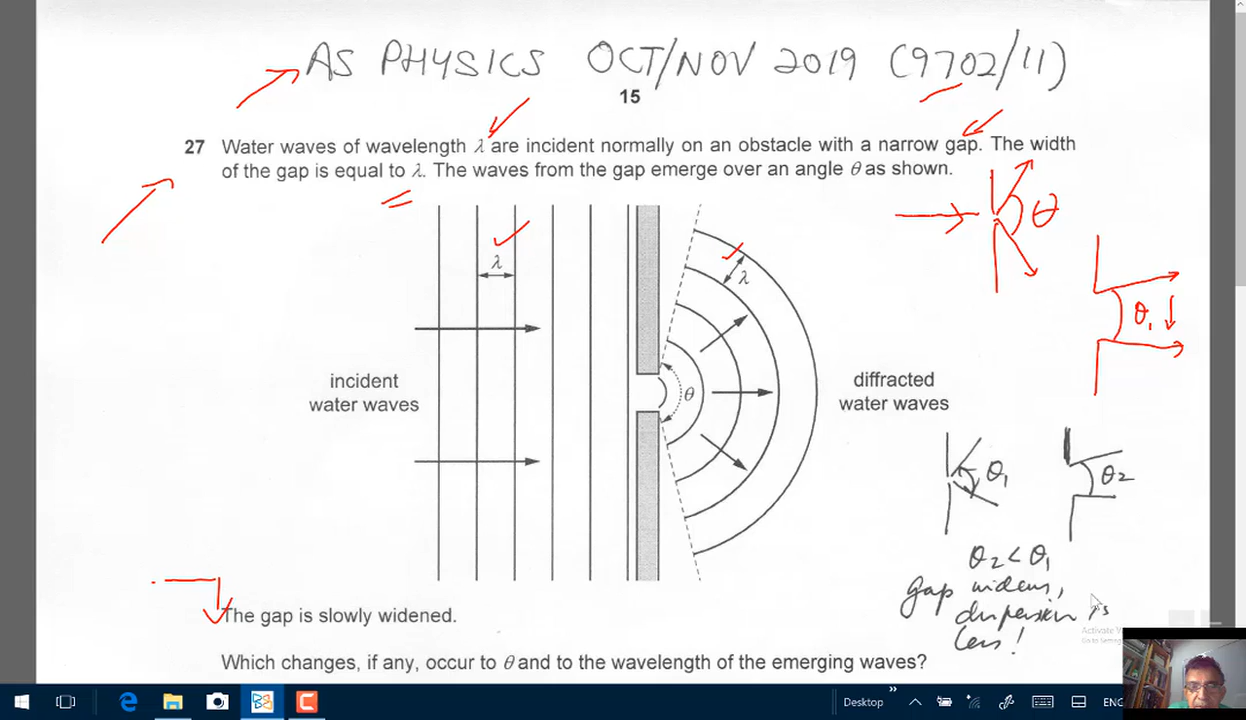 AS PHYSICS OCT/NOV 2019 (9702/11)
15
27 Water waves of wavelength λ are incident normally on an obstacle with a narrow gap. The width
of the gap is equal to λ. The waves from the gap emerge over an angle θ as shown.
θ
λ
λ
θ₁ ↓
incident
water waves
θ
diffracted
water waves
θ₁
θ₂
θ₂ < θ₁
gap widens,
dispersion is
less!
The gap is slowly widened.
Which changes, if any, occur to θ and to the wavelength of the emerging waves?
Desktop
ENG